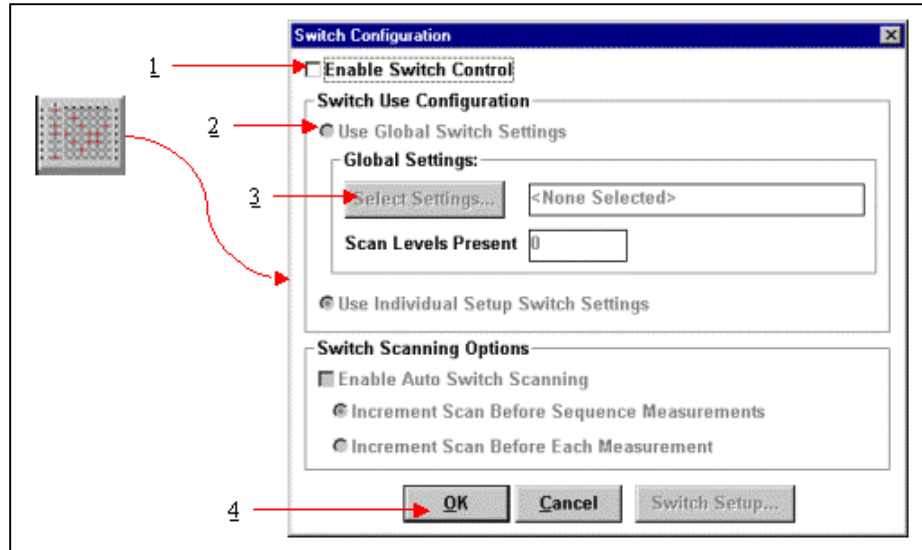 Switch Configuration
1
Enable Switch Control
Switch Use Configuration
2
Use Global Switch Settings
Global Settings:
3
Select Settings...
<None Selected>
Scan Levels Present
0
Use Individual Setup Switch Settings
Switch Scanning Options
Enable Auto Switch Scanning
Increment Scan Before Sequence Measurements
Increment Scan Before Each Measurement
4
OK
Cancel
Switch Setup...